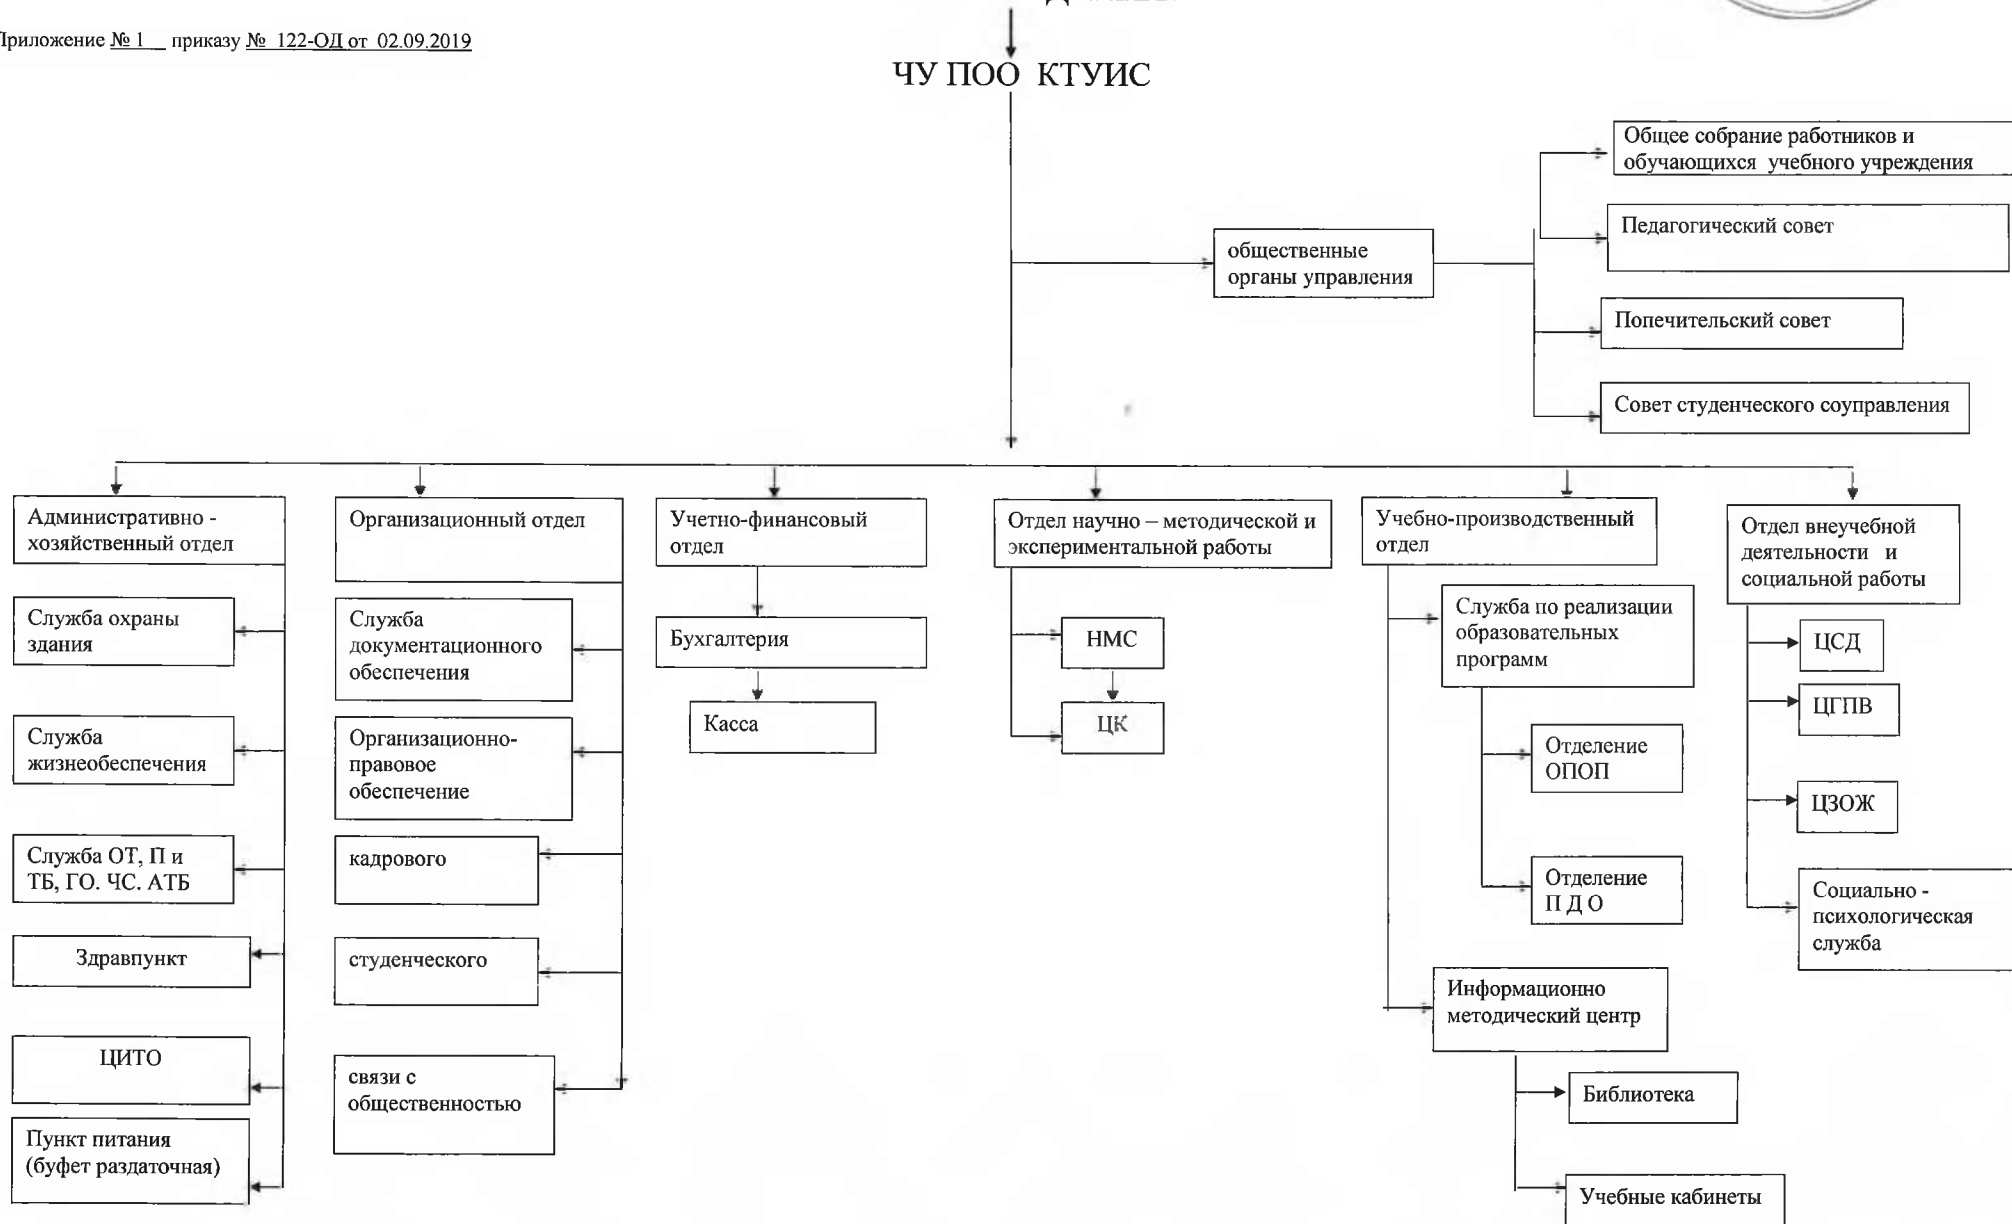 Приложение № 1 __ приказу № 122-ОД от 02.09.2019
ЧУ ПОО КТУИС
Общее собрание работников и
обучающихся учебного учреждения
Педагогический совет
общественные
органы управления
Попечительский совет
Совет студенческого соуправления
Административно -
хозяйственный отдел
Служба охраны
здания
Служба
жизнеобеспечения
Служба ОТ, П и
ТБ, ГО. ЧС. АТБ
Здравпункт
ЦИТО
Пункт питания
(буфет раздаточная)
Организационный отдел
Служба
документационного
обеспечения
Организационно-
правовое
обеспечение
кадрового
студенческого
связи с
общественностью
Учетно-финансовый
отдел
Бухгалтерия
Касса
Отдел научно – методической и
экспериментальной работы
НМС
ЦК
Учебно-производственный
отдел
Служба по реализации
образовательных
программ
Отделение
ОПОП
Отделение
П Д О
Информационно
методический центр
Библиотека
Учебные кабинеты
Отдел внеучебной
деятельности и
социальной работы
ЦСД
ЦГПВ
ЦЗОЖ
Социально -
психологическая
служба